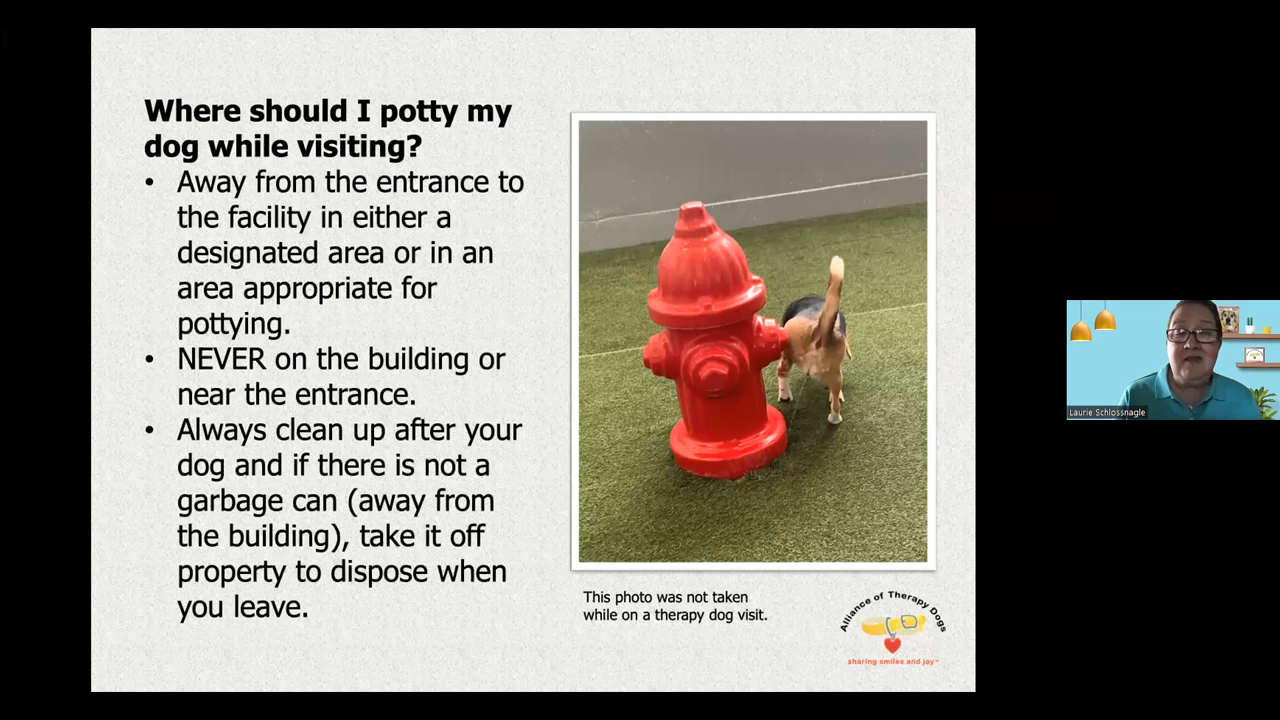 Where should I potty my
dog while visiting?
• Away from the entrance to
the facility in either a
designated area or in an
area appropriate for
pottying.
• NEVER on the building or
near the entrance.
• Always clean up after your
dog and if there is not a
garbage can (away from
the building), take it off
property to dispose when
you leave.
This photo was not taken
while on a therapy dog visit.
Alliance of Therapy Dogs
sharing smiles and joy™
Laurie Schlossnagle